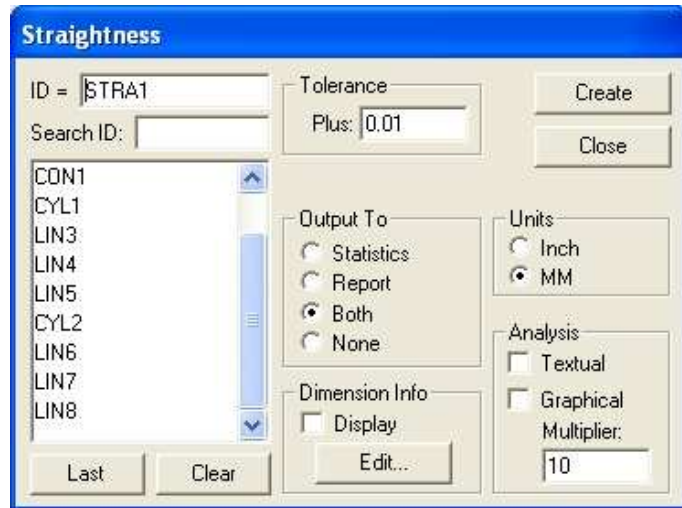 Straightness
ID = STRA1
Search ID:
CON1
CYL1
LIN3
LIN4
LIN5
CYL2
LIN6
LIN7
LIN8
Last
Clear
Tolerance
Plus: 0.01
Output To
Statistics
Report
Both
None
Dimension Info
Display
Edit...
Create
Close
Units
Inch
MM
Analysis
Textual
Graphical
Multiplier:
10